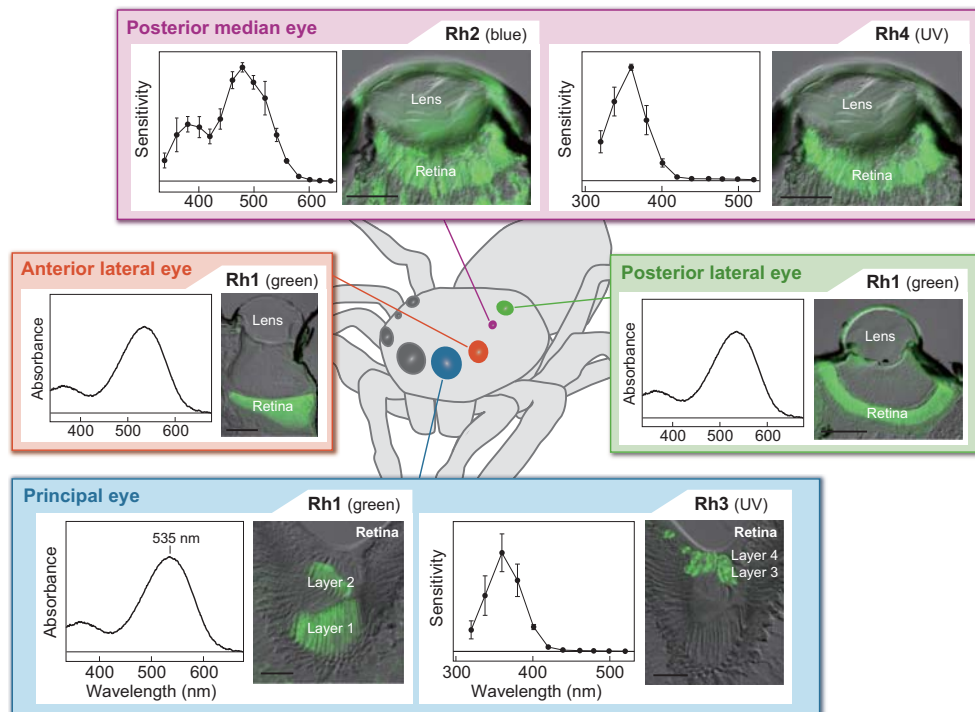 Posterior median eye
Rh2 (blue)
Sensitivity
400 500 600
Lens
Retina
Rh4 (UV)
Sensitivity
300 400 500
Lens
Retina
Anterior lateral eye
Rh1 (green)
Absorbance
400 500 600
Lens
Retina
Posterior lateral eye
Rh1 (green)
Absorbance
400 500 600
Lens
Retina
Principal eye
Rh1 (green)
535 nm
Absorbance
400 500 600
Wavelength (nm)
Layer 2
Layer 1
Retina
Rh3 (UV)
Sensitivity
300 400 500
Wavelength (nm)
Retina
Layer 4
Layer 3